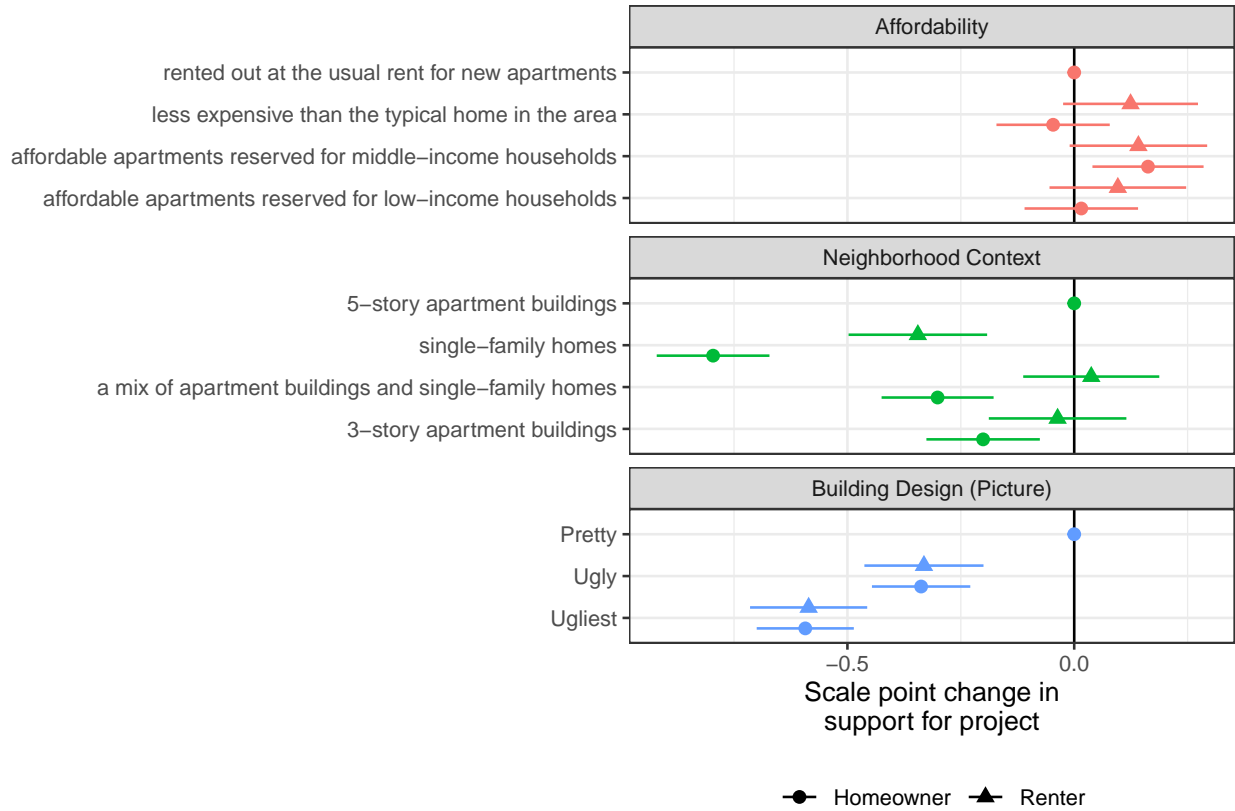 Affordability
rented out at the usual rent for new apartments
less expensive than the typical home in the area
affordable apartments reserved for middle−income households
affordable apartments reserved for low−income households
Neighborhood Context
5−story apartment buildings
single−family homes
a mix of apartment buildings and single−family homes
3−story apartment buildings
Building Design (Picture)
Pretty
Ugly
Ugliest
−0.5 0.0
Scale point change in
support for project
Homeowner Renter